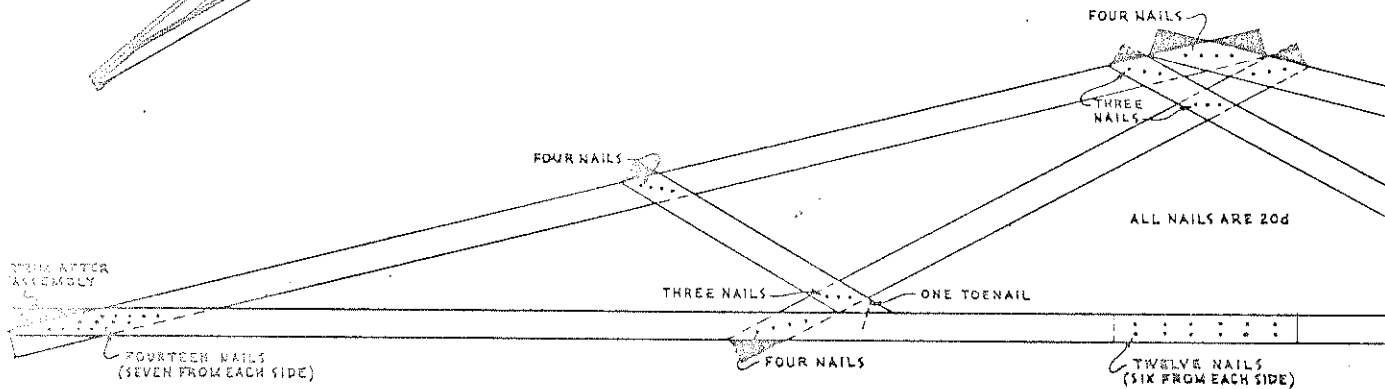 FOUR NAILS
THREE
NAILS
FOUR NAILS
ALL NAILS ARE 20d
TRIM AFTER
ASSEMBLY
THREE NAILS
ONE TOENAIL
FOURTEEN NAILS
(SEVEN FROM EACH SIDE)
FOUR NAILS
TWELVE NAILS
(SIX FROM EACH SIDE)